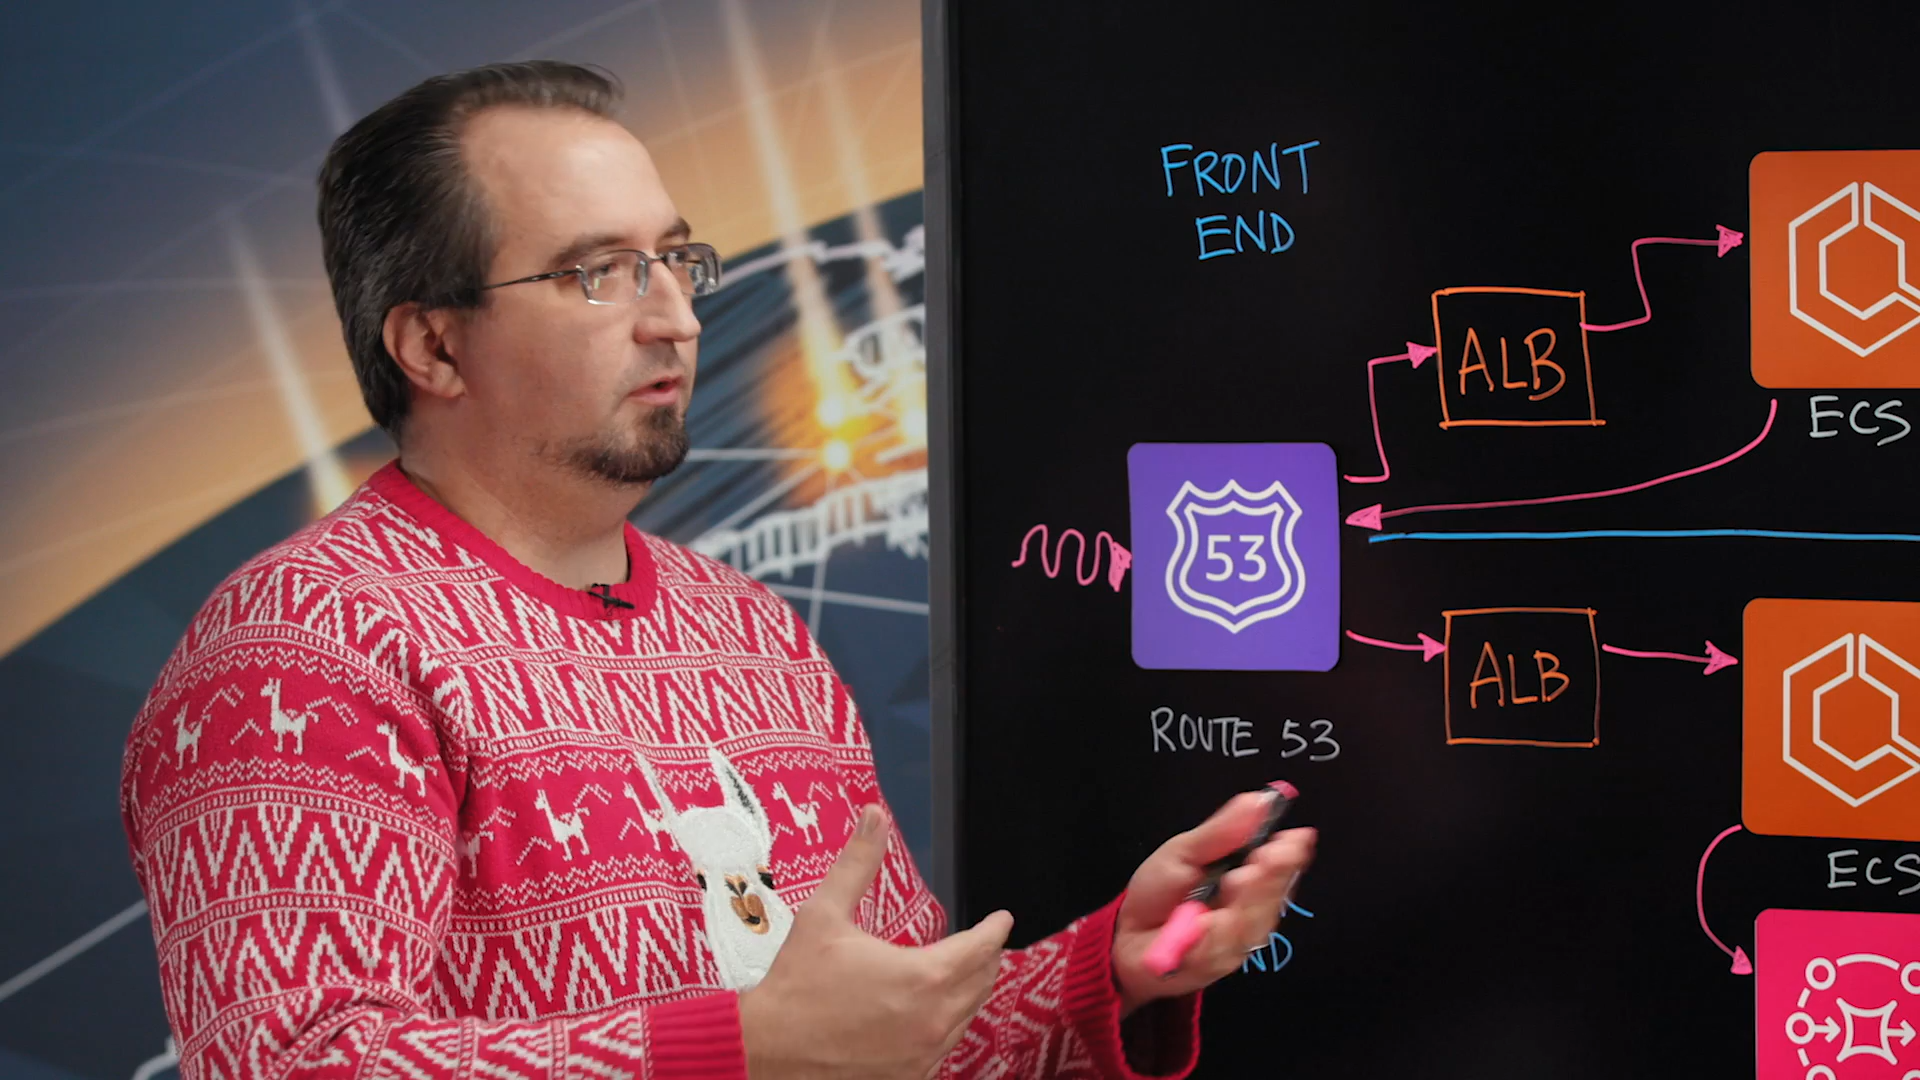 FRONT
END
ALB
ECS
53
ALB
ROUTE 53
ECS